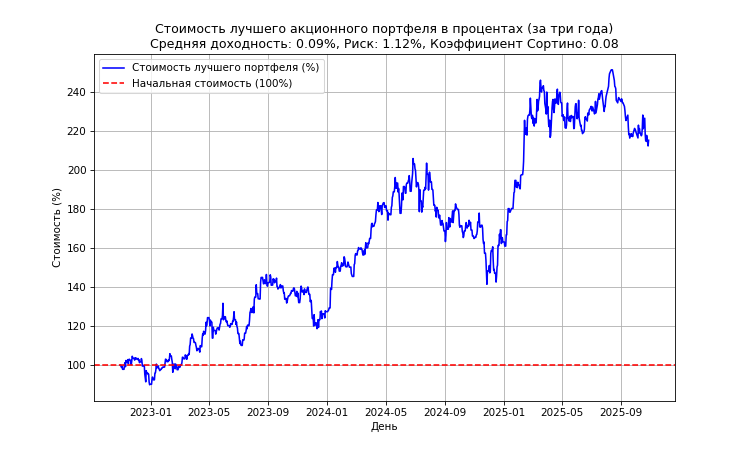 Стоимость лучшего акционного портфеля в процентах (за три года)
Средняя доходность: 0.09%, Риск: 1.12%, Коэффициент Сортино: 0.08
Стоимость лучшего портфеля (%)
Начальная стоимость (100%)
Стоимость (%)
240
220
200
180
160
140
120
100
2023-01 2023-05 2023-09 2024-01 2024-05 2024-09 2025-01 2025-05 2025-09
День